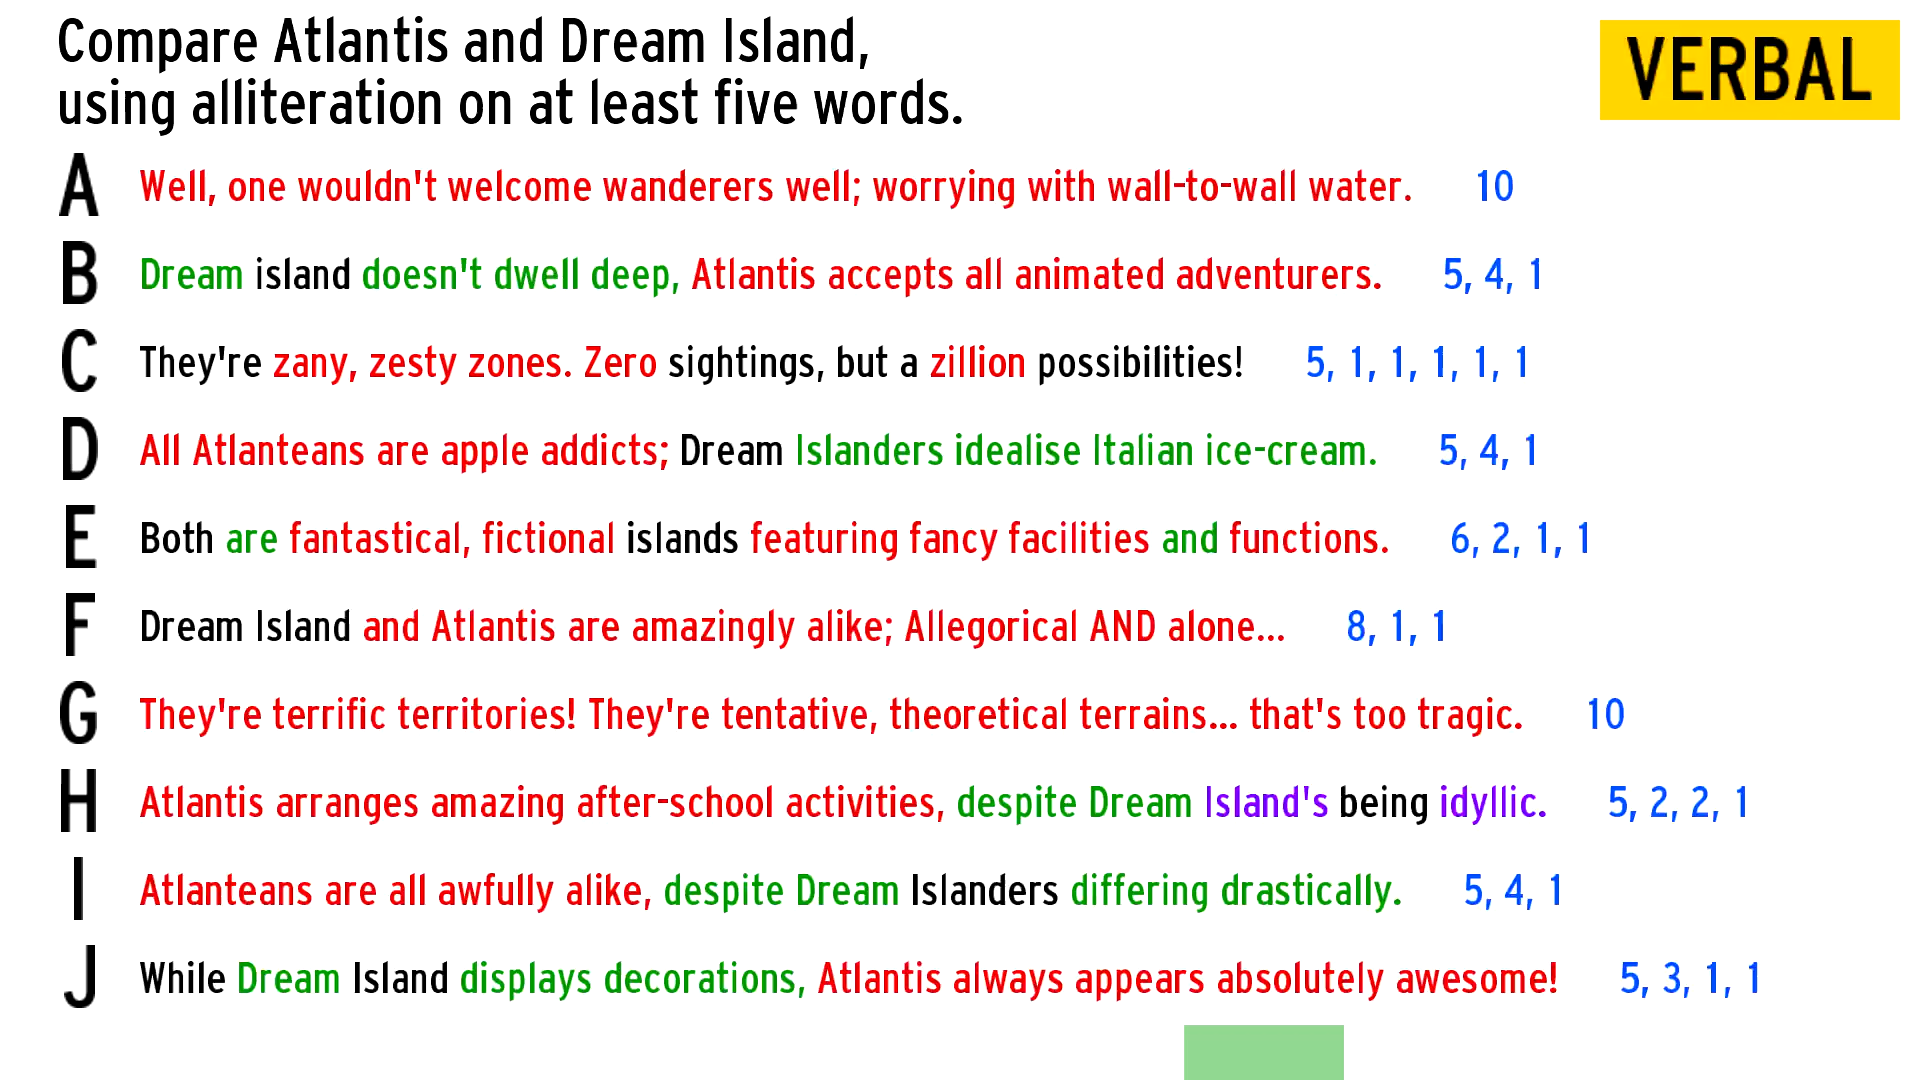 Compare Atlantis and Dream Island,
using alliteration on at least five words.
VERBAL
A Well, one wouldn't welcome wanderers well; worrying with wall-to-wall water. 10
B Dream island doesn't dwell deep, Atlantis accepts all animated adventurers. 5, 4, 1
C They're zany, zesty zones. Zero sightings, but a zillion possibilities! 5, 1, 1, 1, 1, 1
D All Atlanteans are apple addicts; Dream Islanders idealise Italian ice-cream. 5, 4, 1
E Both are fantastical, fictional islands featuring fancy facilities and functions. 6, 2, 1, 1
F Dream Island and Atlantis are amazingly alike; Allegorical AND alone... 8, 1, 1
G They're terrific territories! They're tentative, theoretical terrains... that's too tragic. 10
H Atlantis arranges amazing after-school activities, despite Dream Island's being idyllic. 5, 2, 2, 1
I Atlanteans are all awfully alike, despite Dream Islanders differing drastically. 5, 4, 1
J While Dream Island displays decorations, Atlantis always appears absolutely awesome! 5, 3, 1, 1